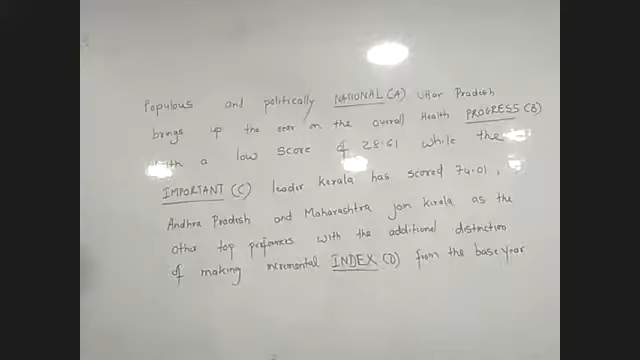 Populous and politically NATIONAL (A) Uttar Pradesh
brings up the rear on the overall Health PROGRESS (B)
with a low score of 28.61 while the
IMPORTANT (C) leader Kerala has scored 74.01,
Andhra Pradesh and Maharashtra join Kerala as the
other top performers with the additional distinction
of making incremental INDEX (D) from the base year